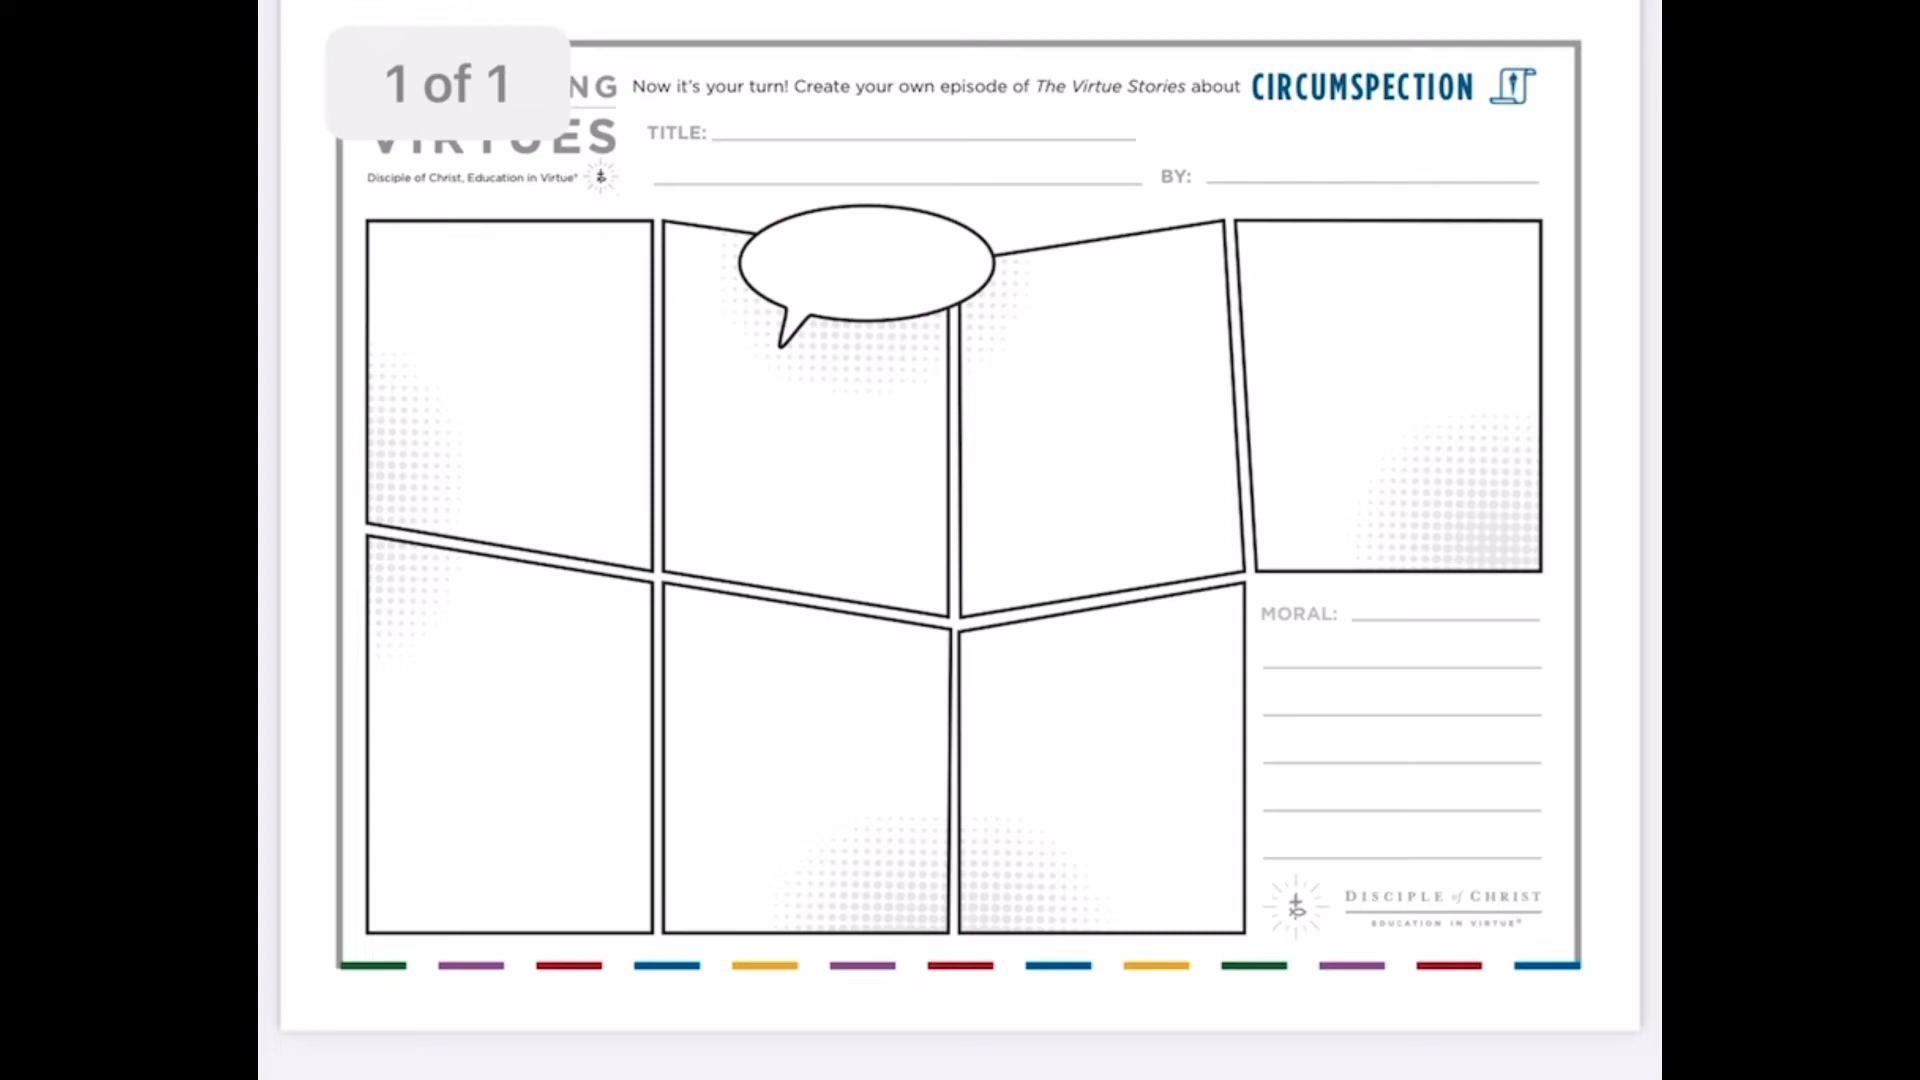 1 of 1
NG
VIRTUES
Disciple of Christ, Education in Virtue®
Now it's your turn! Create your own episode of The Virtue Stories about CIRCUMSPECTION
TITLE:
BY:
MORAL:
DISCIPLE of CHRIST
EDUCATION IN VIRTUE®